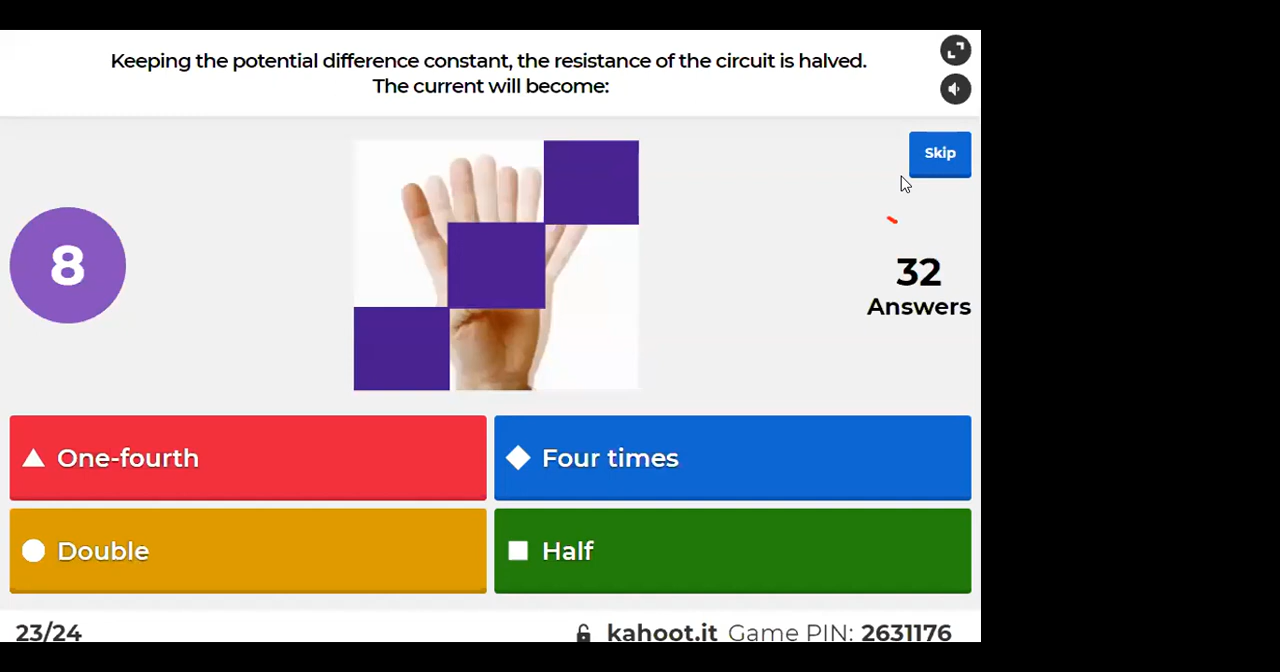 Keeping the potential difference constant, the resistance of the circuit is halved.
The current will become:
Skip
8
32
Answers
One-fourth
Four times
Double
Half
23/24
kahoot.it Game PIN: 2631176